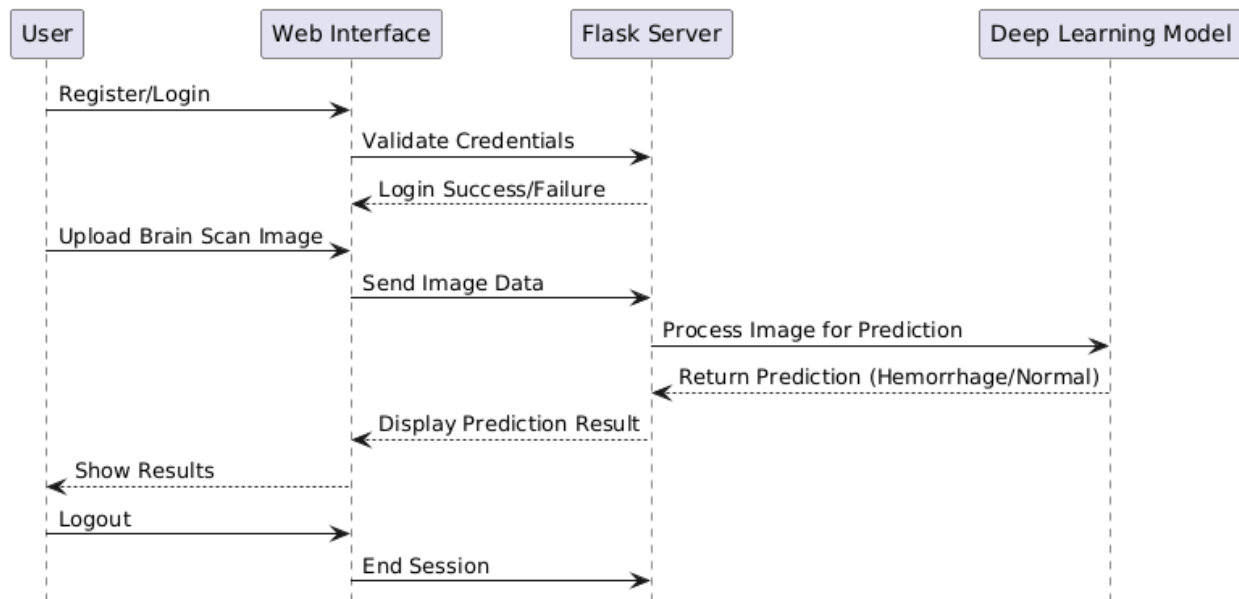 User Web Interface Flask Server Deep Learning Model
Register/Login
Validate Credentials
Login Success/Failure
Upload Brain Scan Image
Send Image Data
Process Image for Prediction
Return Prediction (Hemorrhage/Normal)
Display Prediction Result
Show Results
Logout
End Session